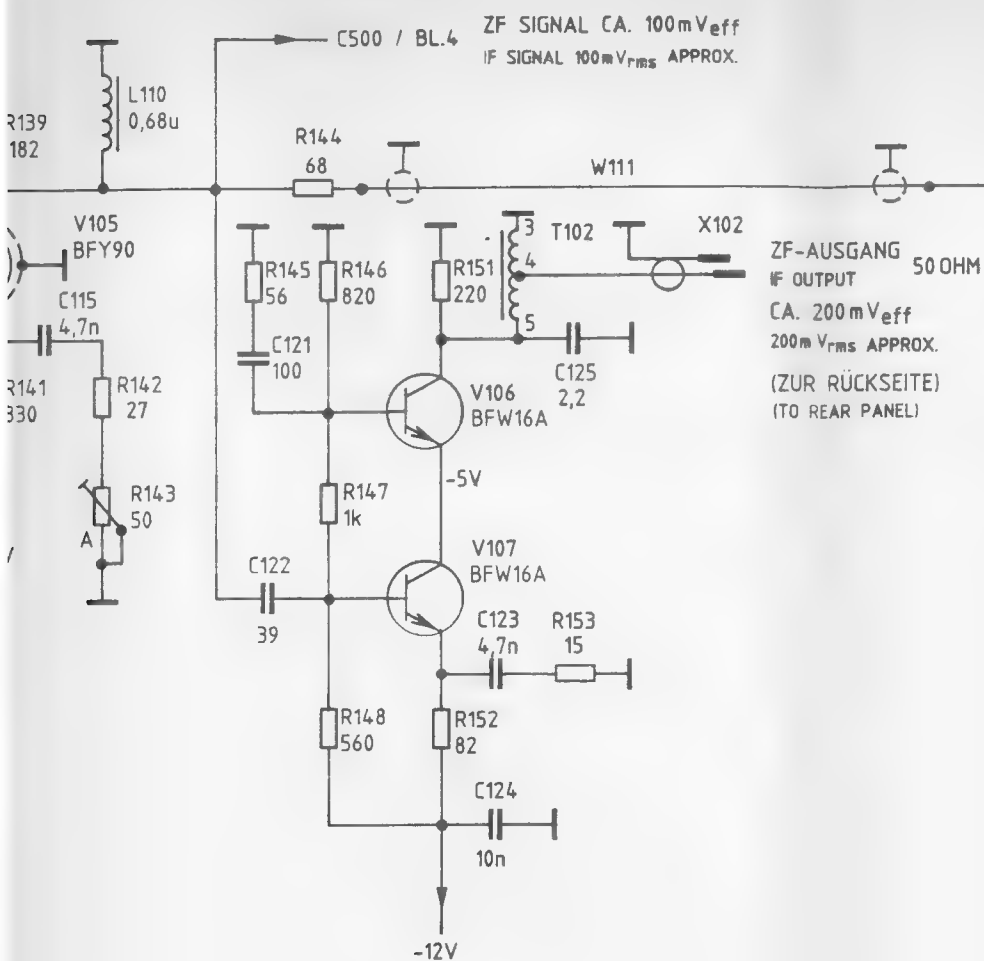 C500 / BL.4
ZF SIGNAL CA. 100mVeff
IF SIGNAL 100mVrms APPROX.
L110
0,68u
R139
182
R144
68
W111
V105
BFY90
C115
4,7n
R145
56
R146
820
R151
220
3
4
5
T102
X102
ZF-AUSGANG
IF OUTPUT
50 OHM
CA. 200mVeff
200mVrms APPROX.
(ZUR RÜCKSEITE)
(TO REAR PANEL)
C121
100
C125
2,2
R141
330
R142
27
V106
BFW16A
-5V
R143
50
A
R147
1k
V107
BFW16A
C122
39
C123
4,7n
R153
15
R148
560
R152
82
C124
10n
-12V